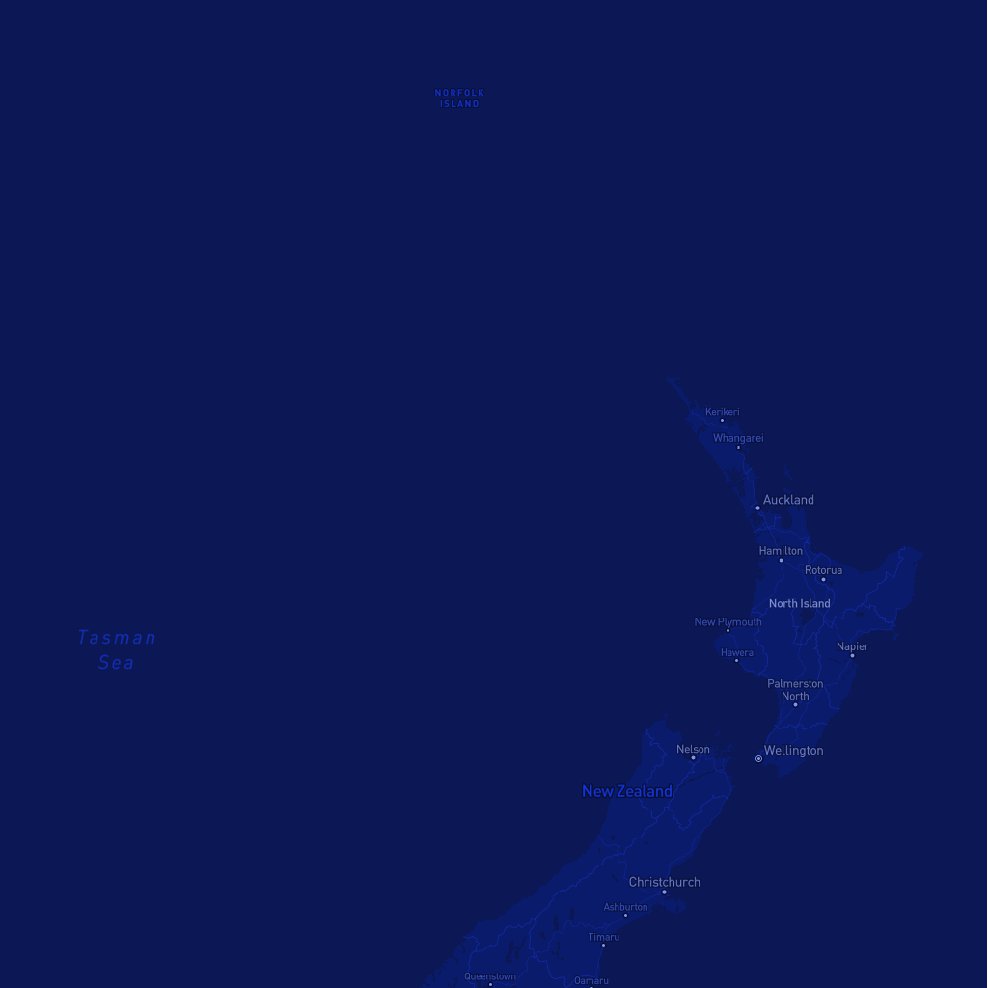 NORFOLK
ISLAND
Kerikeri
Whangarei
Auckland
Hamilton
Rotorua
North Island
New Plymouth
Tasman
Sea
Napier
Hawera
Palmerston
North
Wellington
Nelson
New Zealand
Christchurch
Ashburton
Timaru
Queenstown
Oamaru